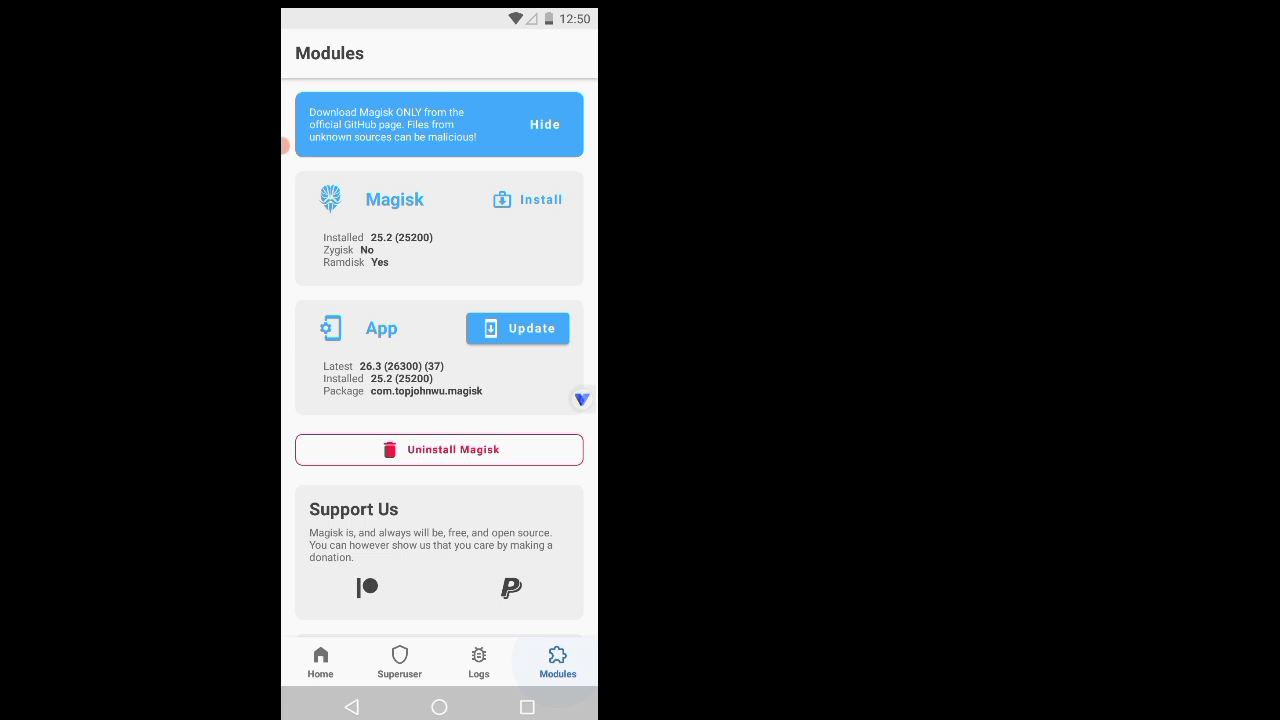 12:50
Modules
Download Magisk ONLY from the
official GitHub page. Files from
unknown sources can be malicious!
Hide
Magisk
Install
Installed 25.2 (25200)
Zygisk No
Ramdisk Yes
App
Update
Latest 26.3 (26300) (37)
Installed 25.2 (25200)
Package com.topjohnwu.magisk
Uninstall Magisk
Support Us
Magisk is, and always will be, free, and open source.
You can however show us that you care by making a
donation.
Home
Superuser
Logs
Modules